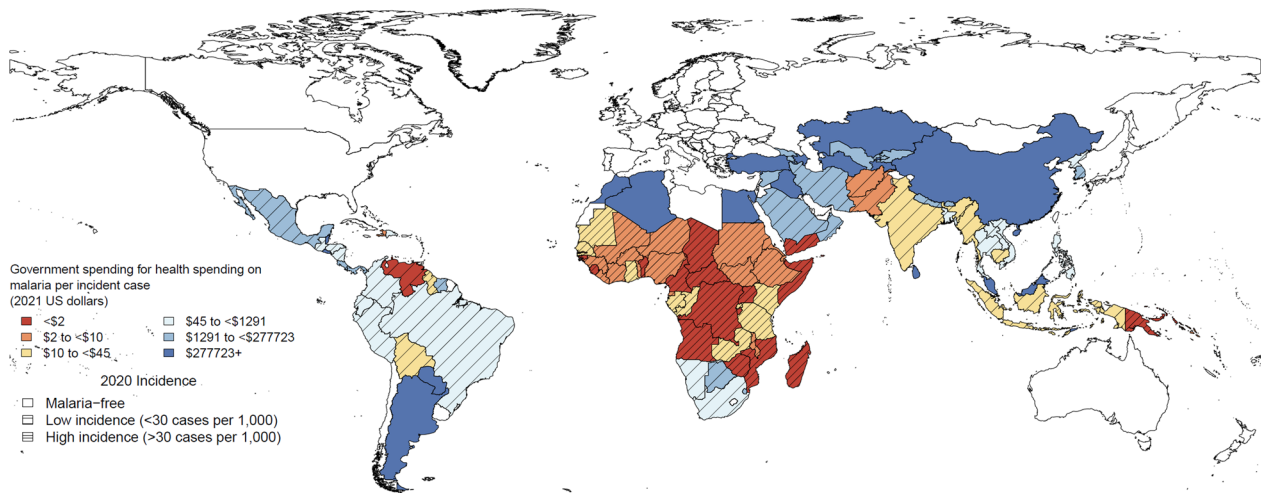 Government spending for health spending on
malaria per incident case
(2021 US dollars)
<$2
$45 to <$1291
$2 to <$10
$1291 to <$277723
$10 to <$45
$277723+
2020 Incidence
Malaria−free
Low incidence (<30 cases per 1,000)
High incidence (>30 cases per 1,000)